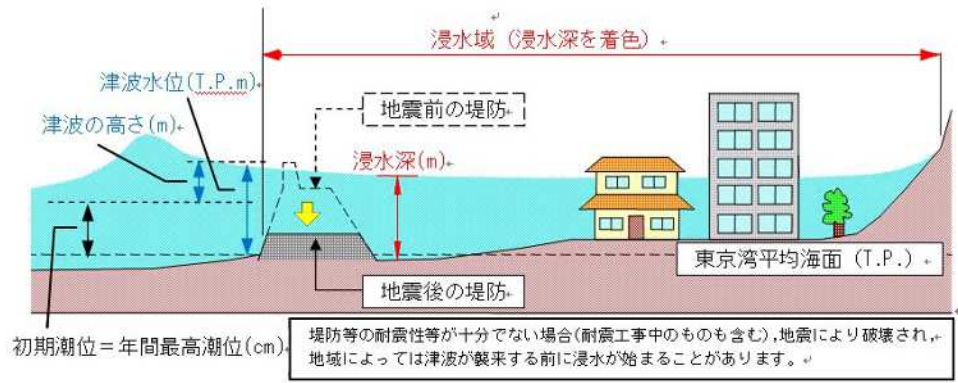 浸水域（浸水深を着色）
津波水位(T.P.m)
津波の高さ(m)
地震前の堤防
浸水深(m)
東京湾平均海面（T.P.）
地震後の堤防
初期潮位＝年間最高潮位(cm)
堤防等の耐震性等が十分でない場合(耐震工事中のものも含む),地震により破壊され,
地域によっては津波が襲来する前に浸水が始まることがあります。